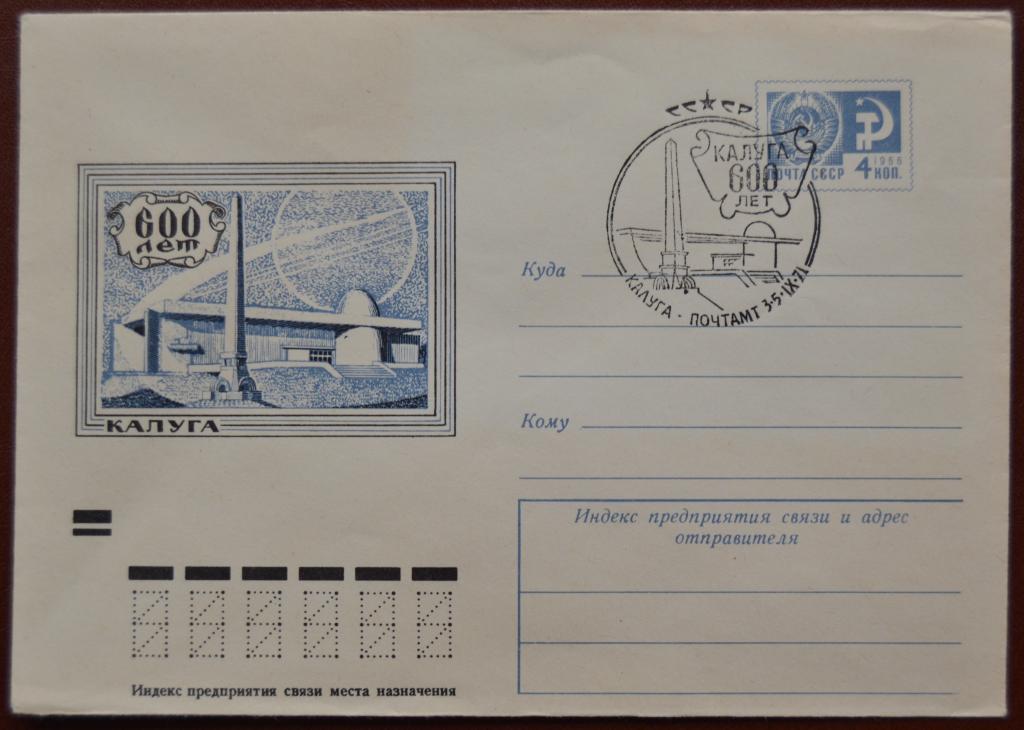 600
лет
КАЛУГА
СССР
КАЛУГА
600
ЛЕТ
КАЛУГА · ПОЧТАМТ 3-5·IX·71
1966
ПОЧТА СССР 4 КОП.
Куда
Кому
Индекс предприятия связи и адрес
отправителя
Индекс предприятия связи места назначения